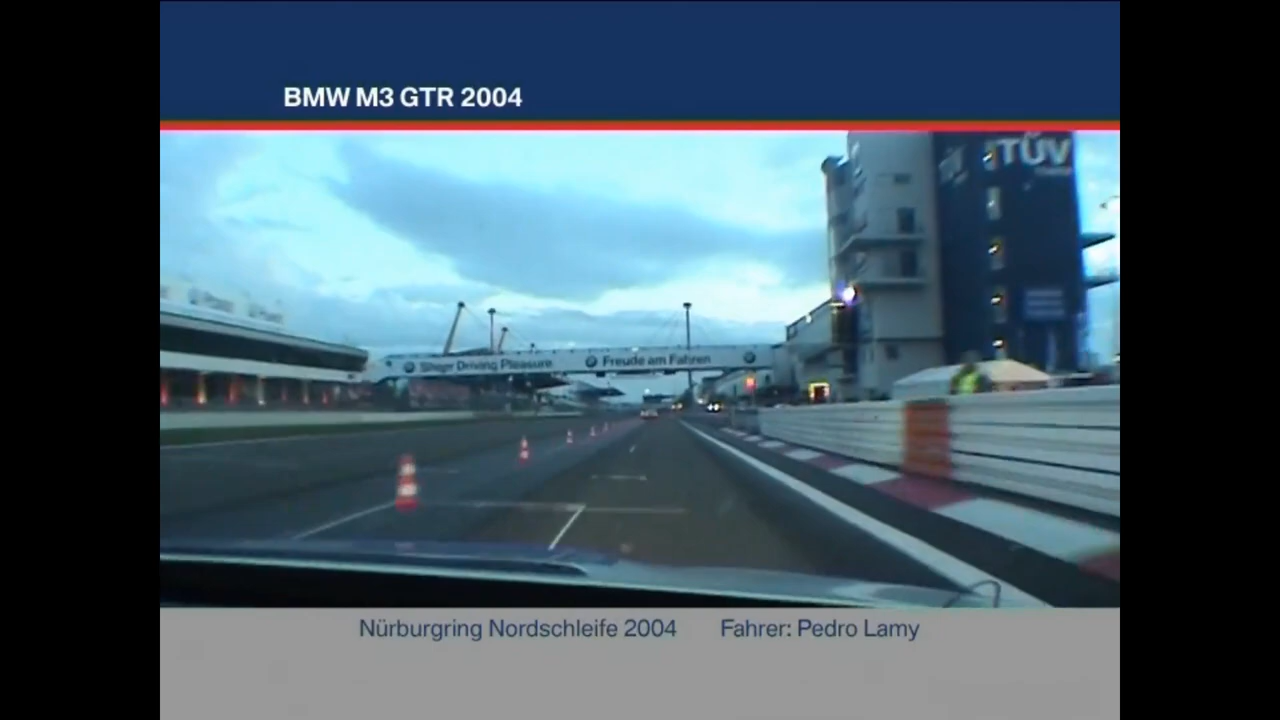 BMW M3 GTR 2004
TÜV
Sheer Driving Pleasure Freude am Fahren
Nürburgring Nordschleife 2004 Fahrer: Pedro Lamy